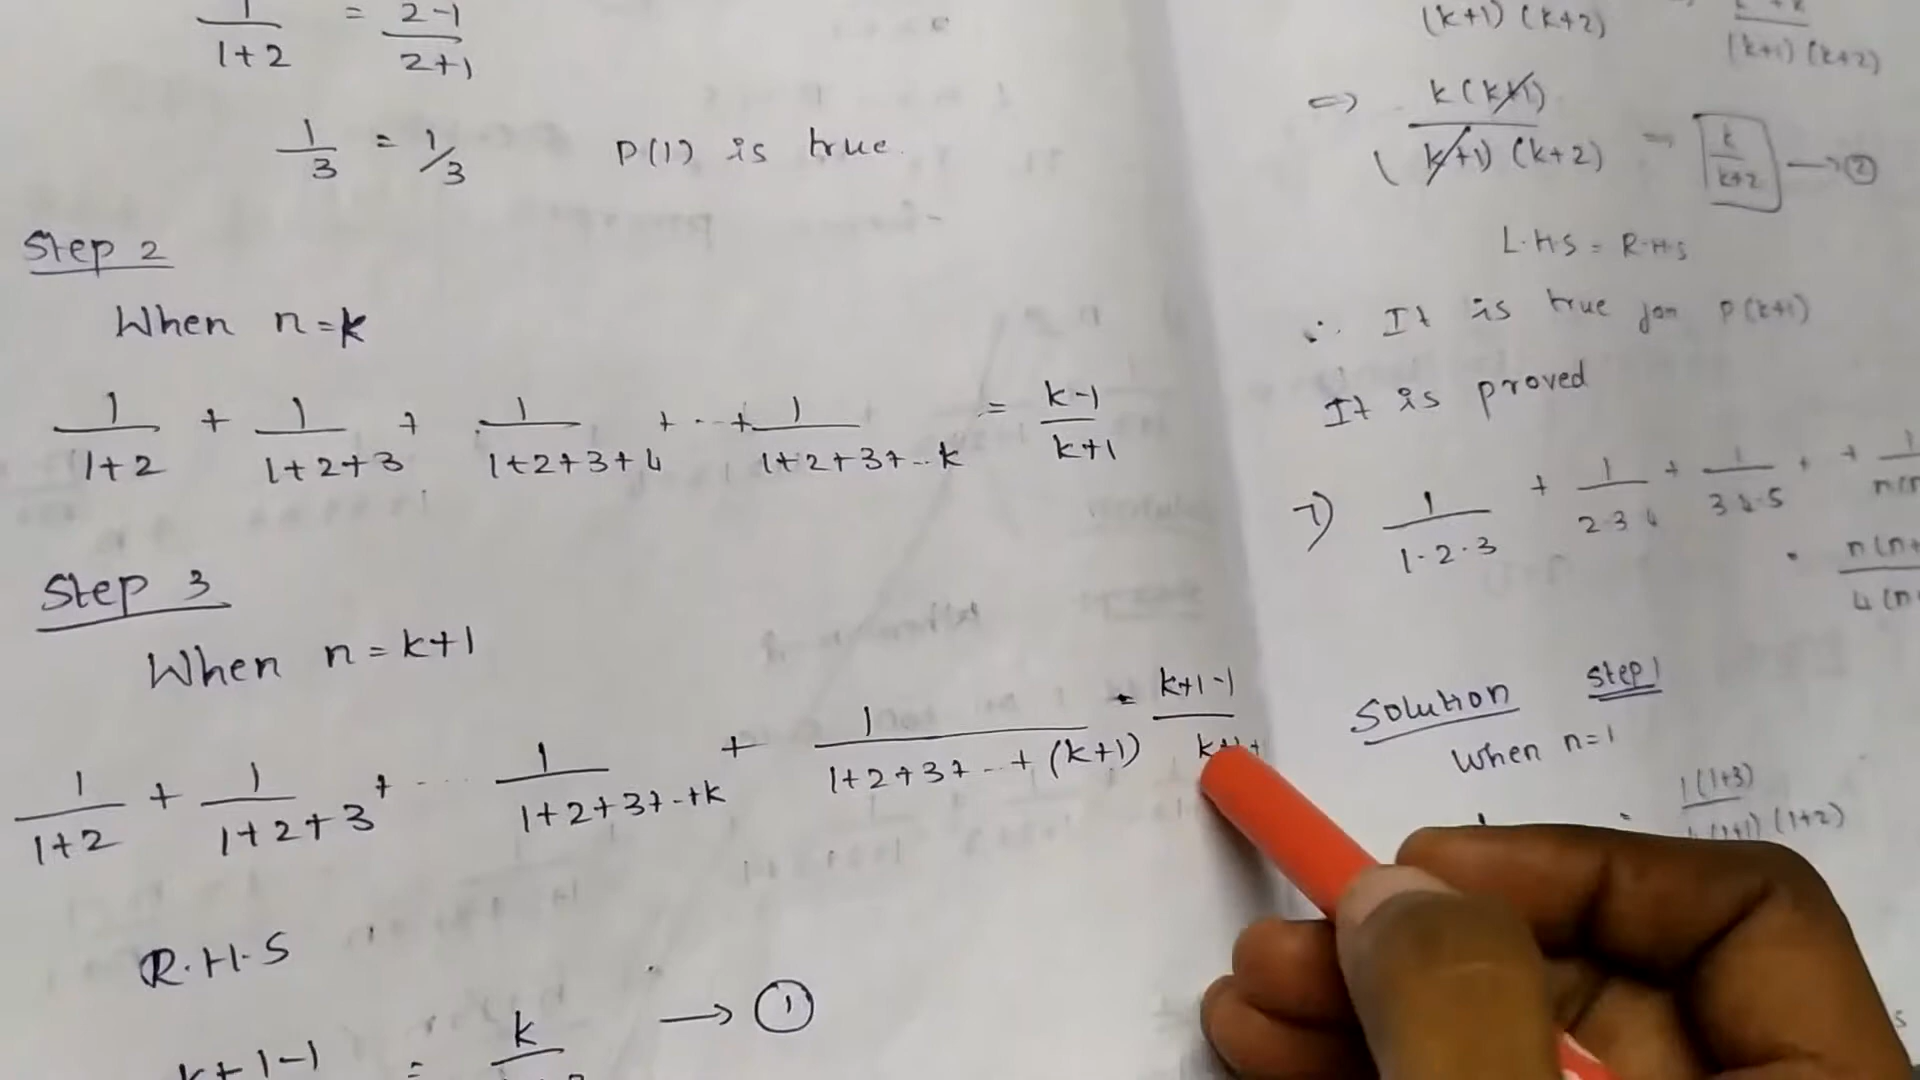 1/(1+2) = (2-1)/(2+1)
1/3 = 1/3 P(1) is true.
Step 2
When n=k
1/(1+2) + 1/(1+2+3) + 1/(1+2+3+4) + ... + 1/(1+2+3+...k) = (k-1)/(k+1)
Step 3
When n=k+1
1/(1+2) + 1/(1+2+3) + ... 1/(1+2+3+...+k) + 1/(1+2+3+...+(k+1)) = (k+1-1)/(k+1+
R.H.S
k+1-1 = k → ①
(k+1)(k+2) (k+1)(k+2)
⇒ k(k+1)/((k+1)(k+2)) = k/(k+2) → ②
L.H.S = R.H.S
∴ It is true for P(k+1)
It is proved
7) 1/(1·2·3) + 1/(2·3·4) + 1/(3·4·5) + +
Solution Step 1
When n=1
1(1+3)
(1+1)(1+2)